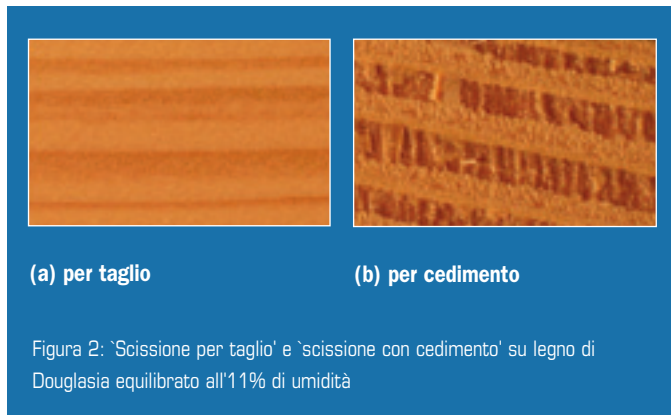 (a) per taglio
(b) per cedimento
Figura 2: `Scissione per taglio' e `scissione con cedimento' su legno di
Douglasia equilibrato all'11% di umidità